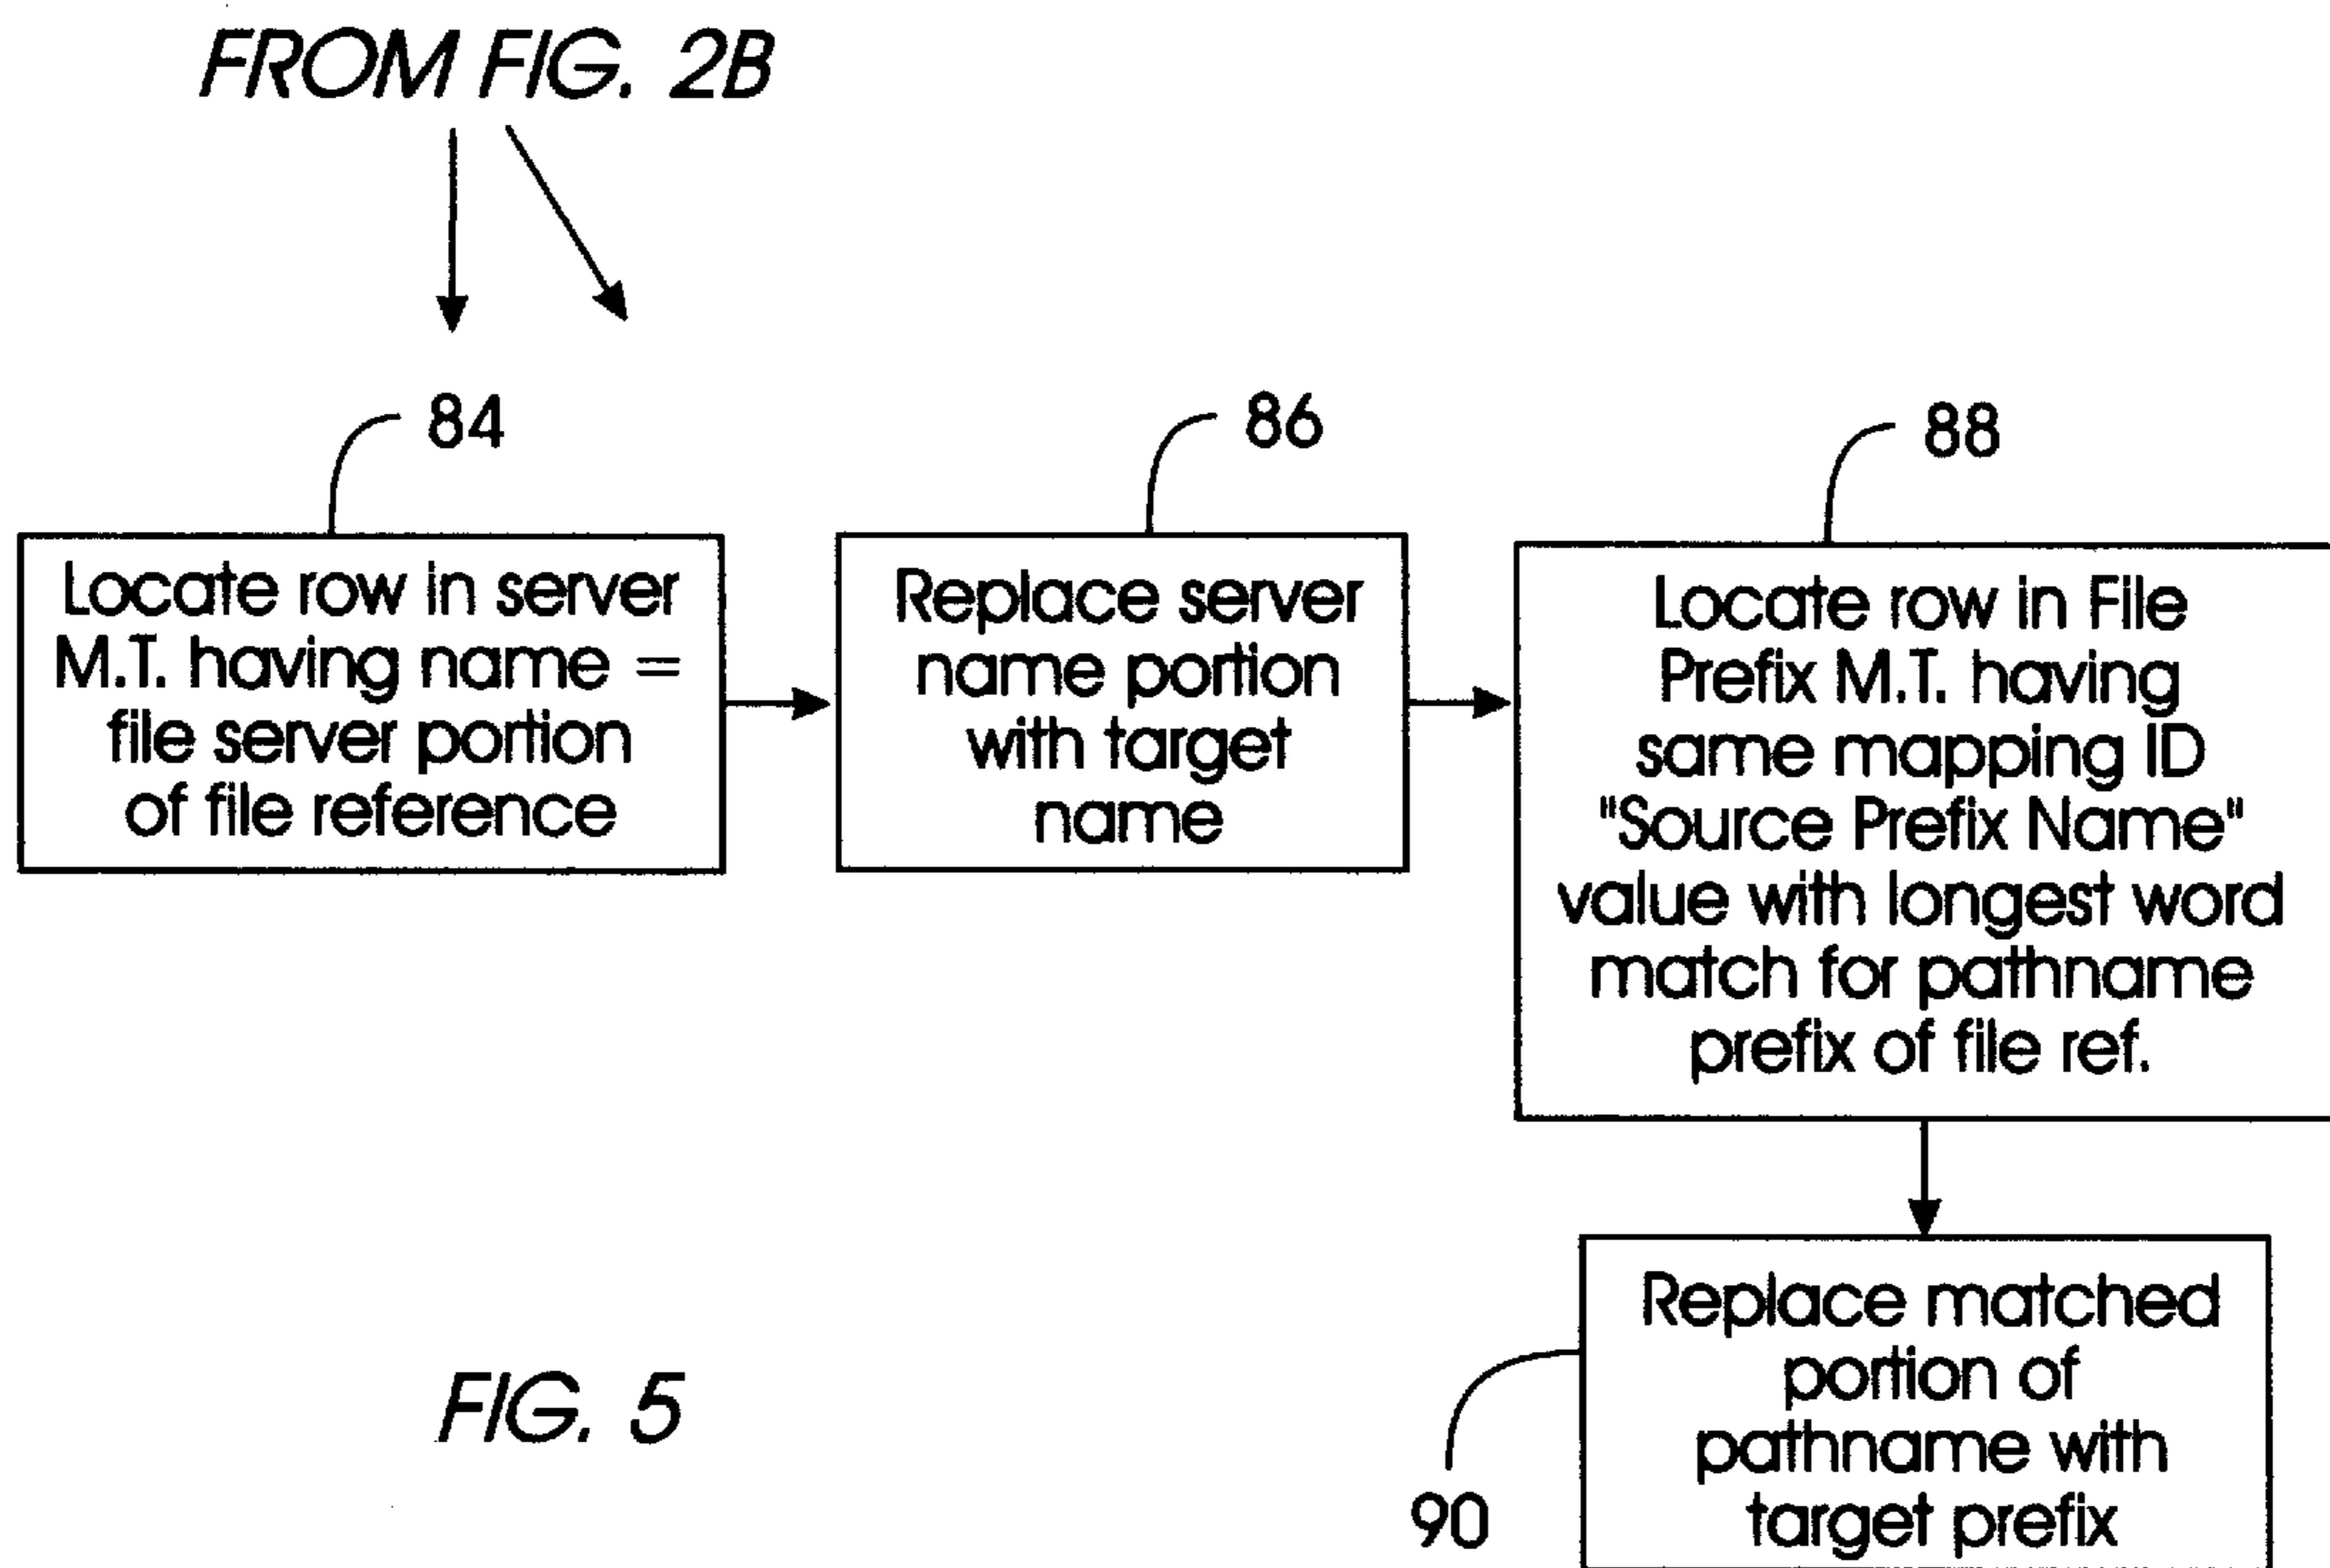 FROM FIG. 2B
84
Locate row in server
M.T. having name =
file server portion
of file reference
86
Replace server
name portion
with target
name
88
Locate row in File
Prefix M.T. having
same mapping ID
"Source Prefix Name"
value with longest word
match for pathname
prefix of file ref.
Replace matched
portion of
pathname with
target prefix
90
FIG. 5